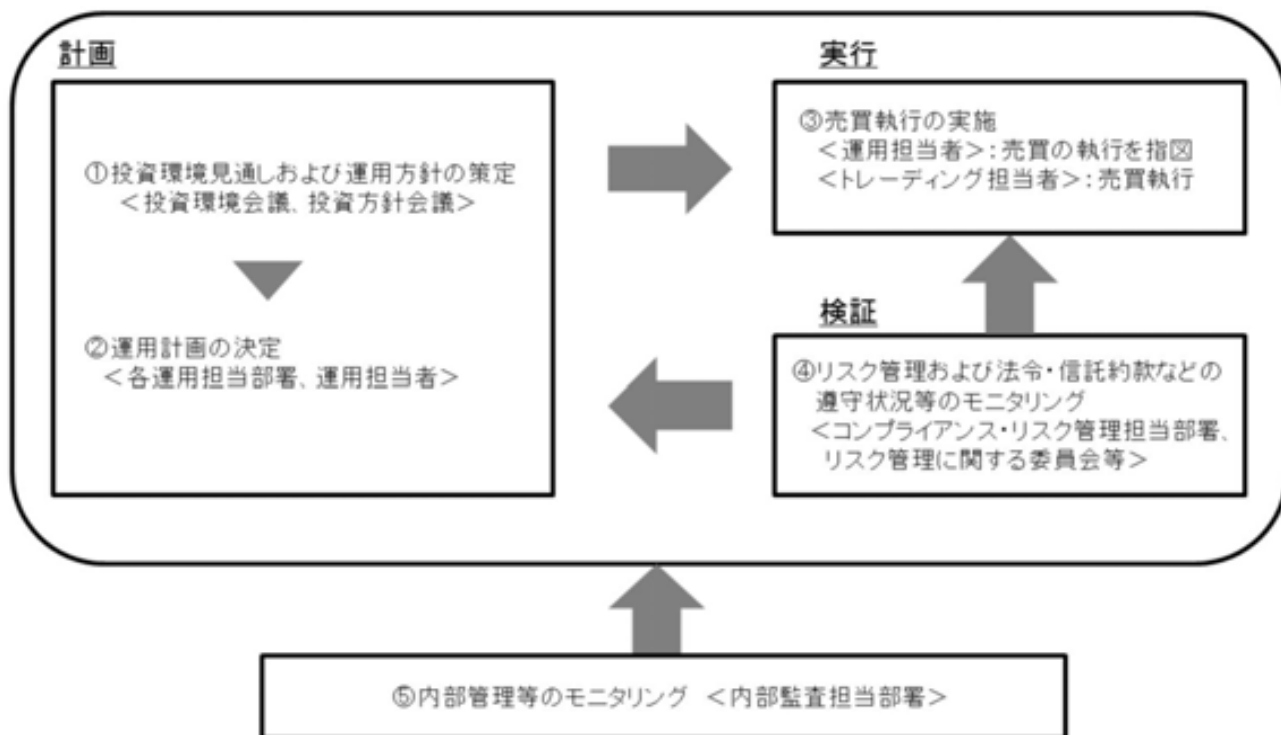 計画
①投資環境見通しおよび運用方針の策定
＜投資環境会議、投資方針会議＞
②運用計画の決定
＜各運用担当部署、運用担当者＞
実行
③売買執行の実施
＜運用担当者＞：売買の執行を指図
＜トレーディング担当者＞：売買執行
検証
④リスク管理および法令・信託約款などの
遵守状況等のモニタリング
＜コンプライアンス・リスク管理担当部署、
リスク管理に関する委員会等＞
⑤内部管理等のモニタリング ＜内部監査担当部署＞